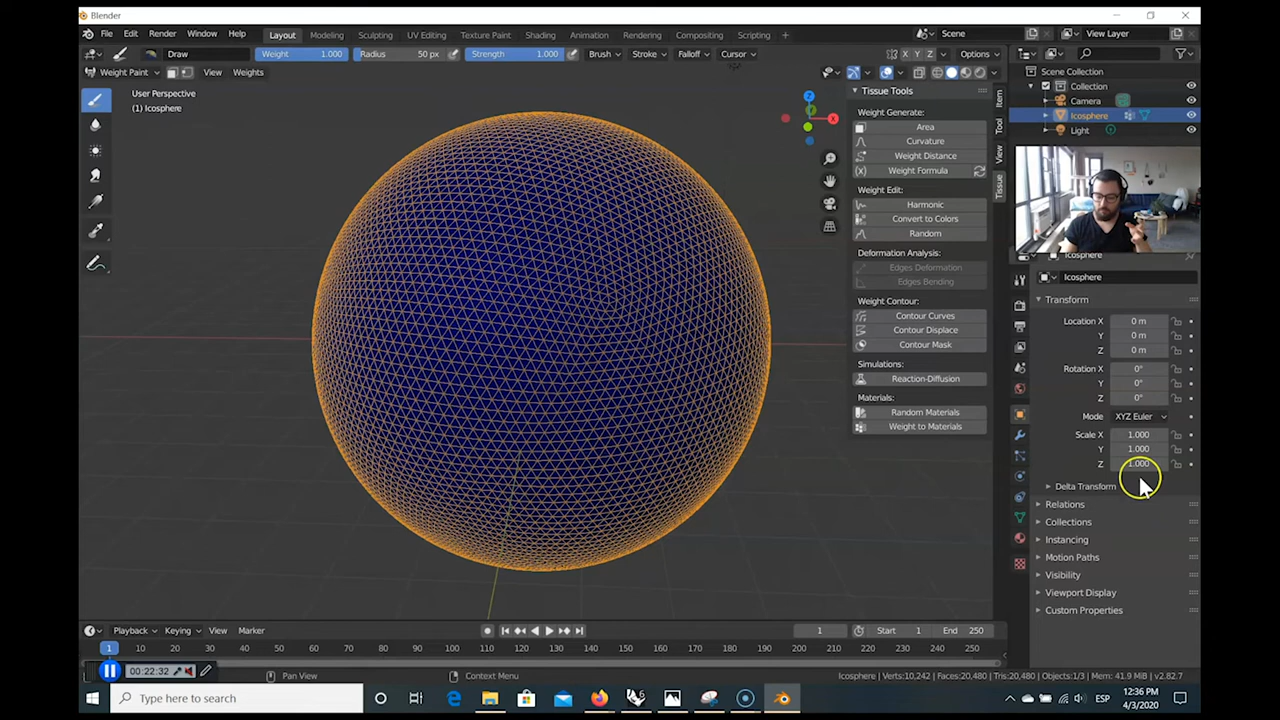 Blender
File Edit Render Window Help Layout Modeling Sculpting UV Editing Texture Paint Shading Animation Rendering Compositing Scripting Scene View Layer
Draw Weight 1.000 Radius 50 px Strength 1.000 Brush Stroke Falloff Cursor X Y Z Options
Weight Paint View Weights
User Perspective
(1) Icosphere
Z
Y
X
Tissue Tools
Weight Generate:
Area
Curvature
Weight Distance
(x) Weight Formula
Weight Edit:
Harmonic
Convert to Colors
Random
Deformation Analysis:
Edges Deformation
Edges Bending
Weight Contour:
Contour Curves
Contour Displace
Contour Mask
Simulations:
Reaction-Diffusion
Materials:
Random Materials
Weight to Materials
Item
Tool
View
Tissue
Scene Collection
Collection
Camera
Icosphere
Light
Icosphere
Icosphere
Transform
Location X 0 m
Y 0 m
Z 0 m
Rotation X 0°
Y 0°
Z 0°
Mode XYZ Euler
Scale X 1.000
Y 1.000
Z 1.000
Delta Transform
Relations
Collections
Instancing
Motion Paths
Visibility
Viewport Display
Custom Properties
Playback Keying View Marker 1 Start 1 End 250
1 10 20 30 40 50 60 70 80 90 100 110 120 130 140 150 160 170 180 190 200 210 220 230 240 250
00:22:32 Pan View Context Menu Icosphere | Verts:10,242 | Faces:20,480 | Tris:20,480 | Objects:1/3 | Mem: 41.9 MiB | v2.82.7
Type here to search ESP 12:36 PM
4/3/2020